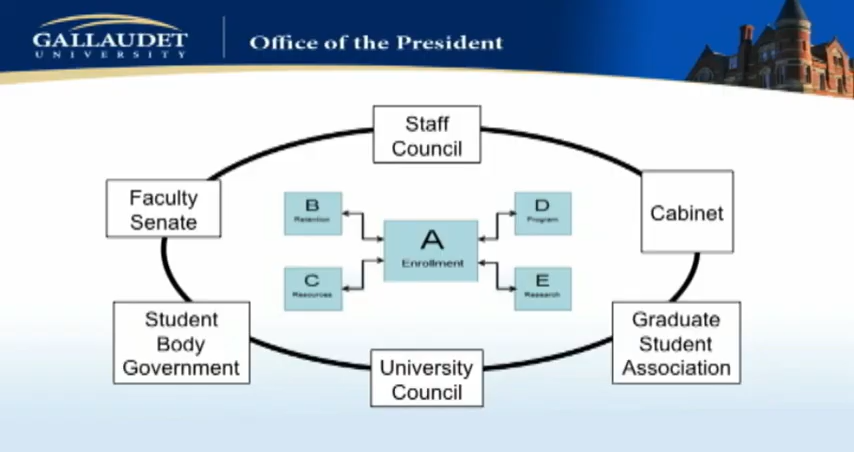 GALLAUDET
UNIVERSITY
Office of the President
Staff
Council
Faculty
Senate
Cabinet
B
Retention
D
Program
A
Enrollment
C
Resources
E
Research
Student
Body
Government
University
Council
Graduate
Student
Association